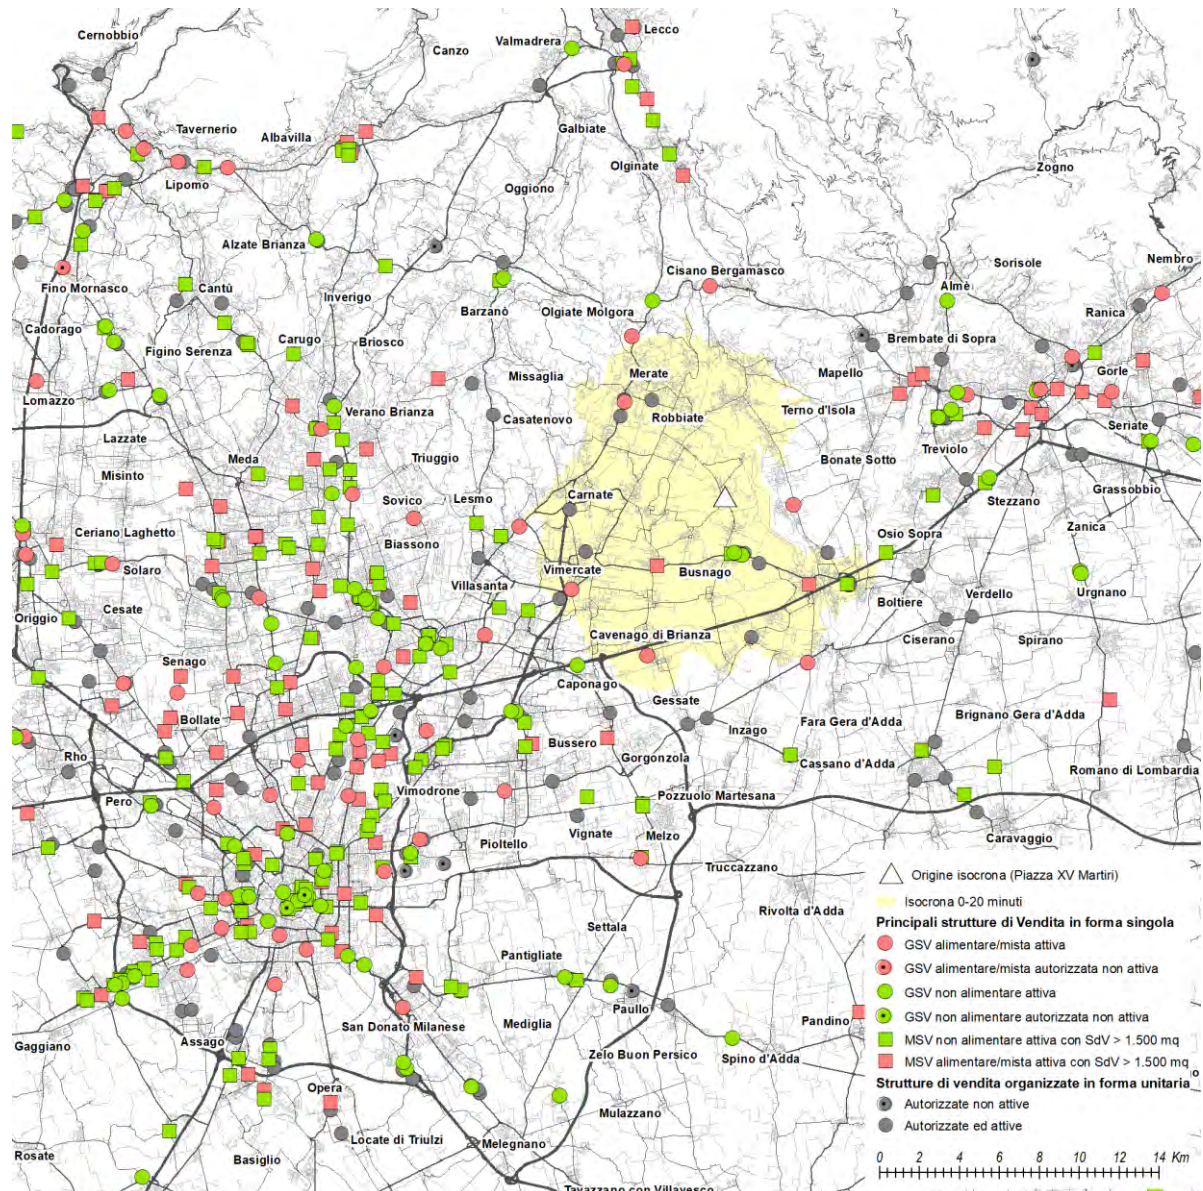 Cernobbio
Valmadrera
Lecco
Canzo
Tavernerio
Albavilla
Galbiate
Olginate
Lipomo
Oggiono
Zogno
Alzate Brianza
Sorisole
Nembro
Cisano Bergamasco
Fino Mornasco
Cantù
Almè
Inverigo
Barzanò
Olgiate Molgora
Ranica
Cadorago
Figino Serenza
Carugo
Briosco
Brembate di Sopra
Missaglia
Merate
Mapello
Gorle
Lomazzo
Verano Brianza
Casatenovo
Robbiate
Terno d'Isola
Seriate
Lazzate
Triuggio
Bonate Sotto
Treviolo
Misinto
Meda
Sovico
Lesmo
Carnate
Stezzano
Grassobbio
Ceriano Laghetto
Biassono
Osio Sopra
Zanica
Solaro
Vimercate
Busnago
Villasanta
Boltiere
Verdello
Urgnano
Cesate
Origgio
Cavenago di Brianza
Ciserano
Spirano
Senago
Caponago
Gessate
Bollate
Inzago
Fara Gera d'Adda
Brignano Gera d'Adda
Rho
Bussero
Gorgonzola
Cassano d'Adda
Romano di Lombardia
Pero
Vimodrone
Pozzuolo Martesana
Vignate
Melzo
Caravaggio
Pioltello
Truccazzano
Rivolta d'Adda
Settala
Pantigliate
Paullo
San Donato Milanese
Mediglia
Pandino
Gaggiano
Assago
Zelo Buon Persico
Spino d'Adda
Opera
Mulazzano
Locate di Triulzi
Melegnano
Rosate
Basiglio
Tavazzano con Villavesco
Origine isocrona (Piazza XV Martiri)
Isocrona 0-20 minuti
Principali strutture di Vendita in forma singola
GSV alimentare/mista attiva
GSV alimentare/mista autorizzata non attiva
GSV non alimentare attiva
GSV non alimentare autorizzata non attiva
MSV non alimentare attiva con SdV > 1.500 mq
MSV alimentare/mista attiva con SdV > 1.500 mq
Strutture di vendita organizzate in forma unitaria
Autorizzate non attive
Autorizzate ed attive
0 2 4 6 8 10 12 14 Km